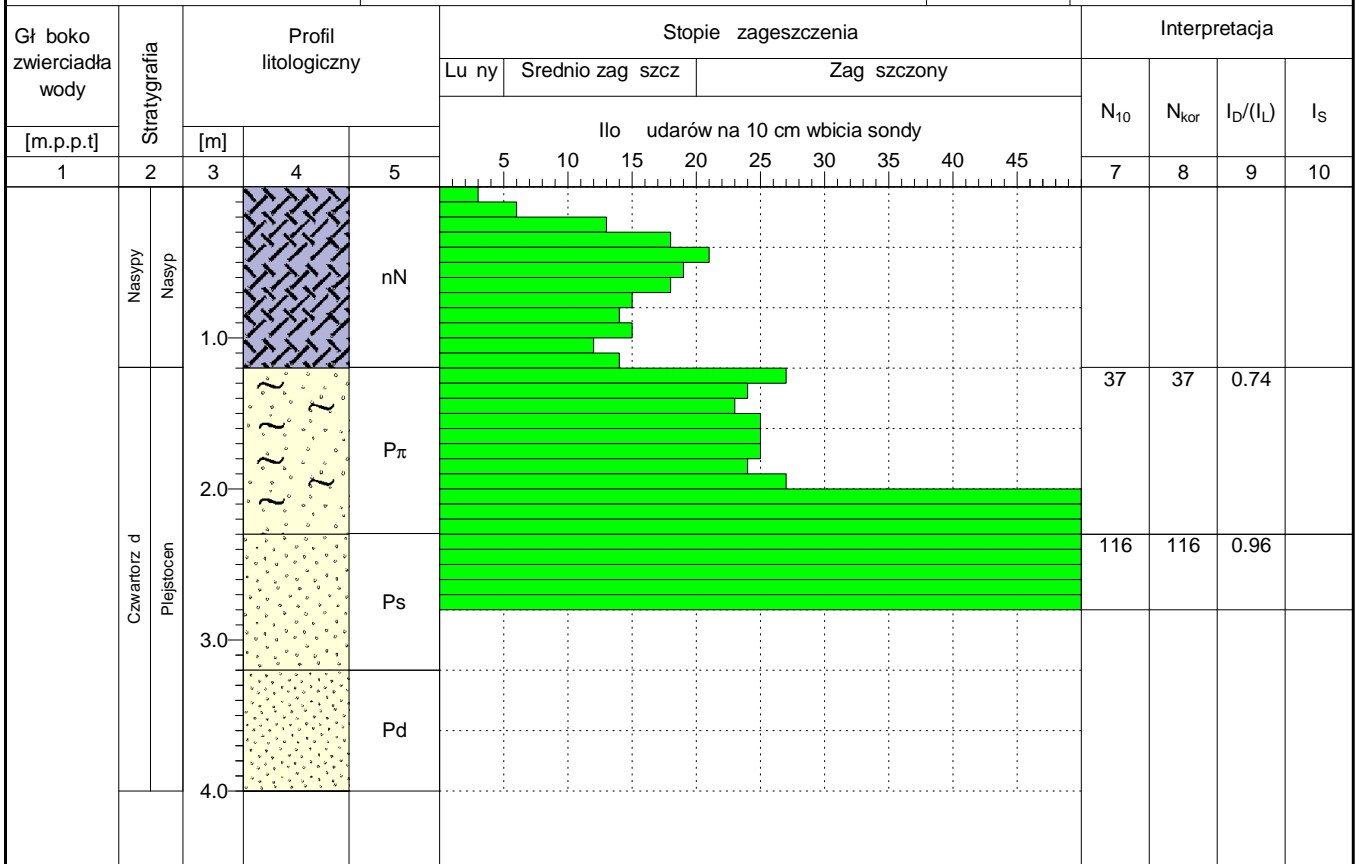 Gł boko
zwierciadła
wody
[m.p.p.t]
Stratygrafia
Profil
litologiczny
[m]
Stopie zageszczenia
Lu ny Srednio zag szcz Zag szczony
Ilo udarów na 10 cm wbicia sondy
5 10 15 20 25 30 35 40 45
Interpretacja
N₁₀ Nkor I_D/(I_L) I_S
1 2 3 4 5 7 8 9 10
Nasypy
Nasyp
nN
1.0
37 37 0.74
Pπ
2.0
116 116 0.96
Czwartorz d
Plejstocen
Ps
3.0
Pd
4.0